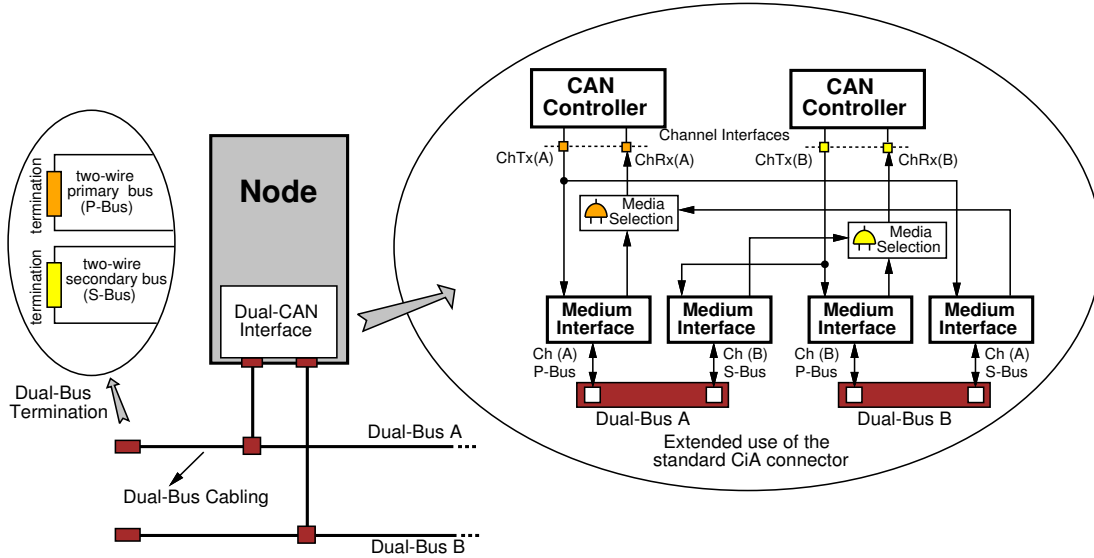 termination
two-wire
primary bus
(P-Bus)
termination
two-wire
secondary bus
(S-Bus)
Dual-Bus
Termination
Node
Dual-CAN
Interface
Dual-Bus A
Dual-Bus Cabling
Dual-Bus B
CAN
Controller
CAN
Controller
Channel Interfaces
ChTx(A)
ChRx(A)
ChTx(B)
ChRx(B)
Media
Selection
Media
Selection
Medium
Interface
Medium
Interface
Medium
Interface
Medium
Interface
Ch (A)
P-Bus
Ch (B)
S-Bus
Ch (B)
P-Bus
Ch (A)
S-Bus
Dual-Bus A
Dual-Bus B
Extended use of the
standard CiA connector